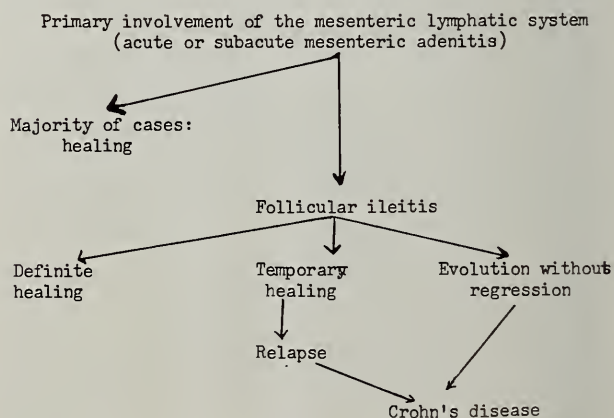 Primary involvement of the mesenteric lymphatic system
(acute or subacute mesenteric adenitis)
Majority of cases:
healing
Follicular ileitis
Definite
healing
Temporary
healing
Evolution without
regression
Relapse
Crohn's disease